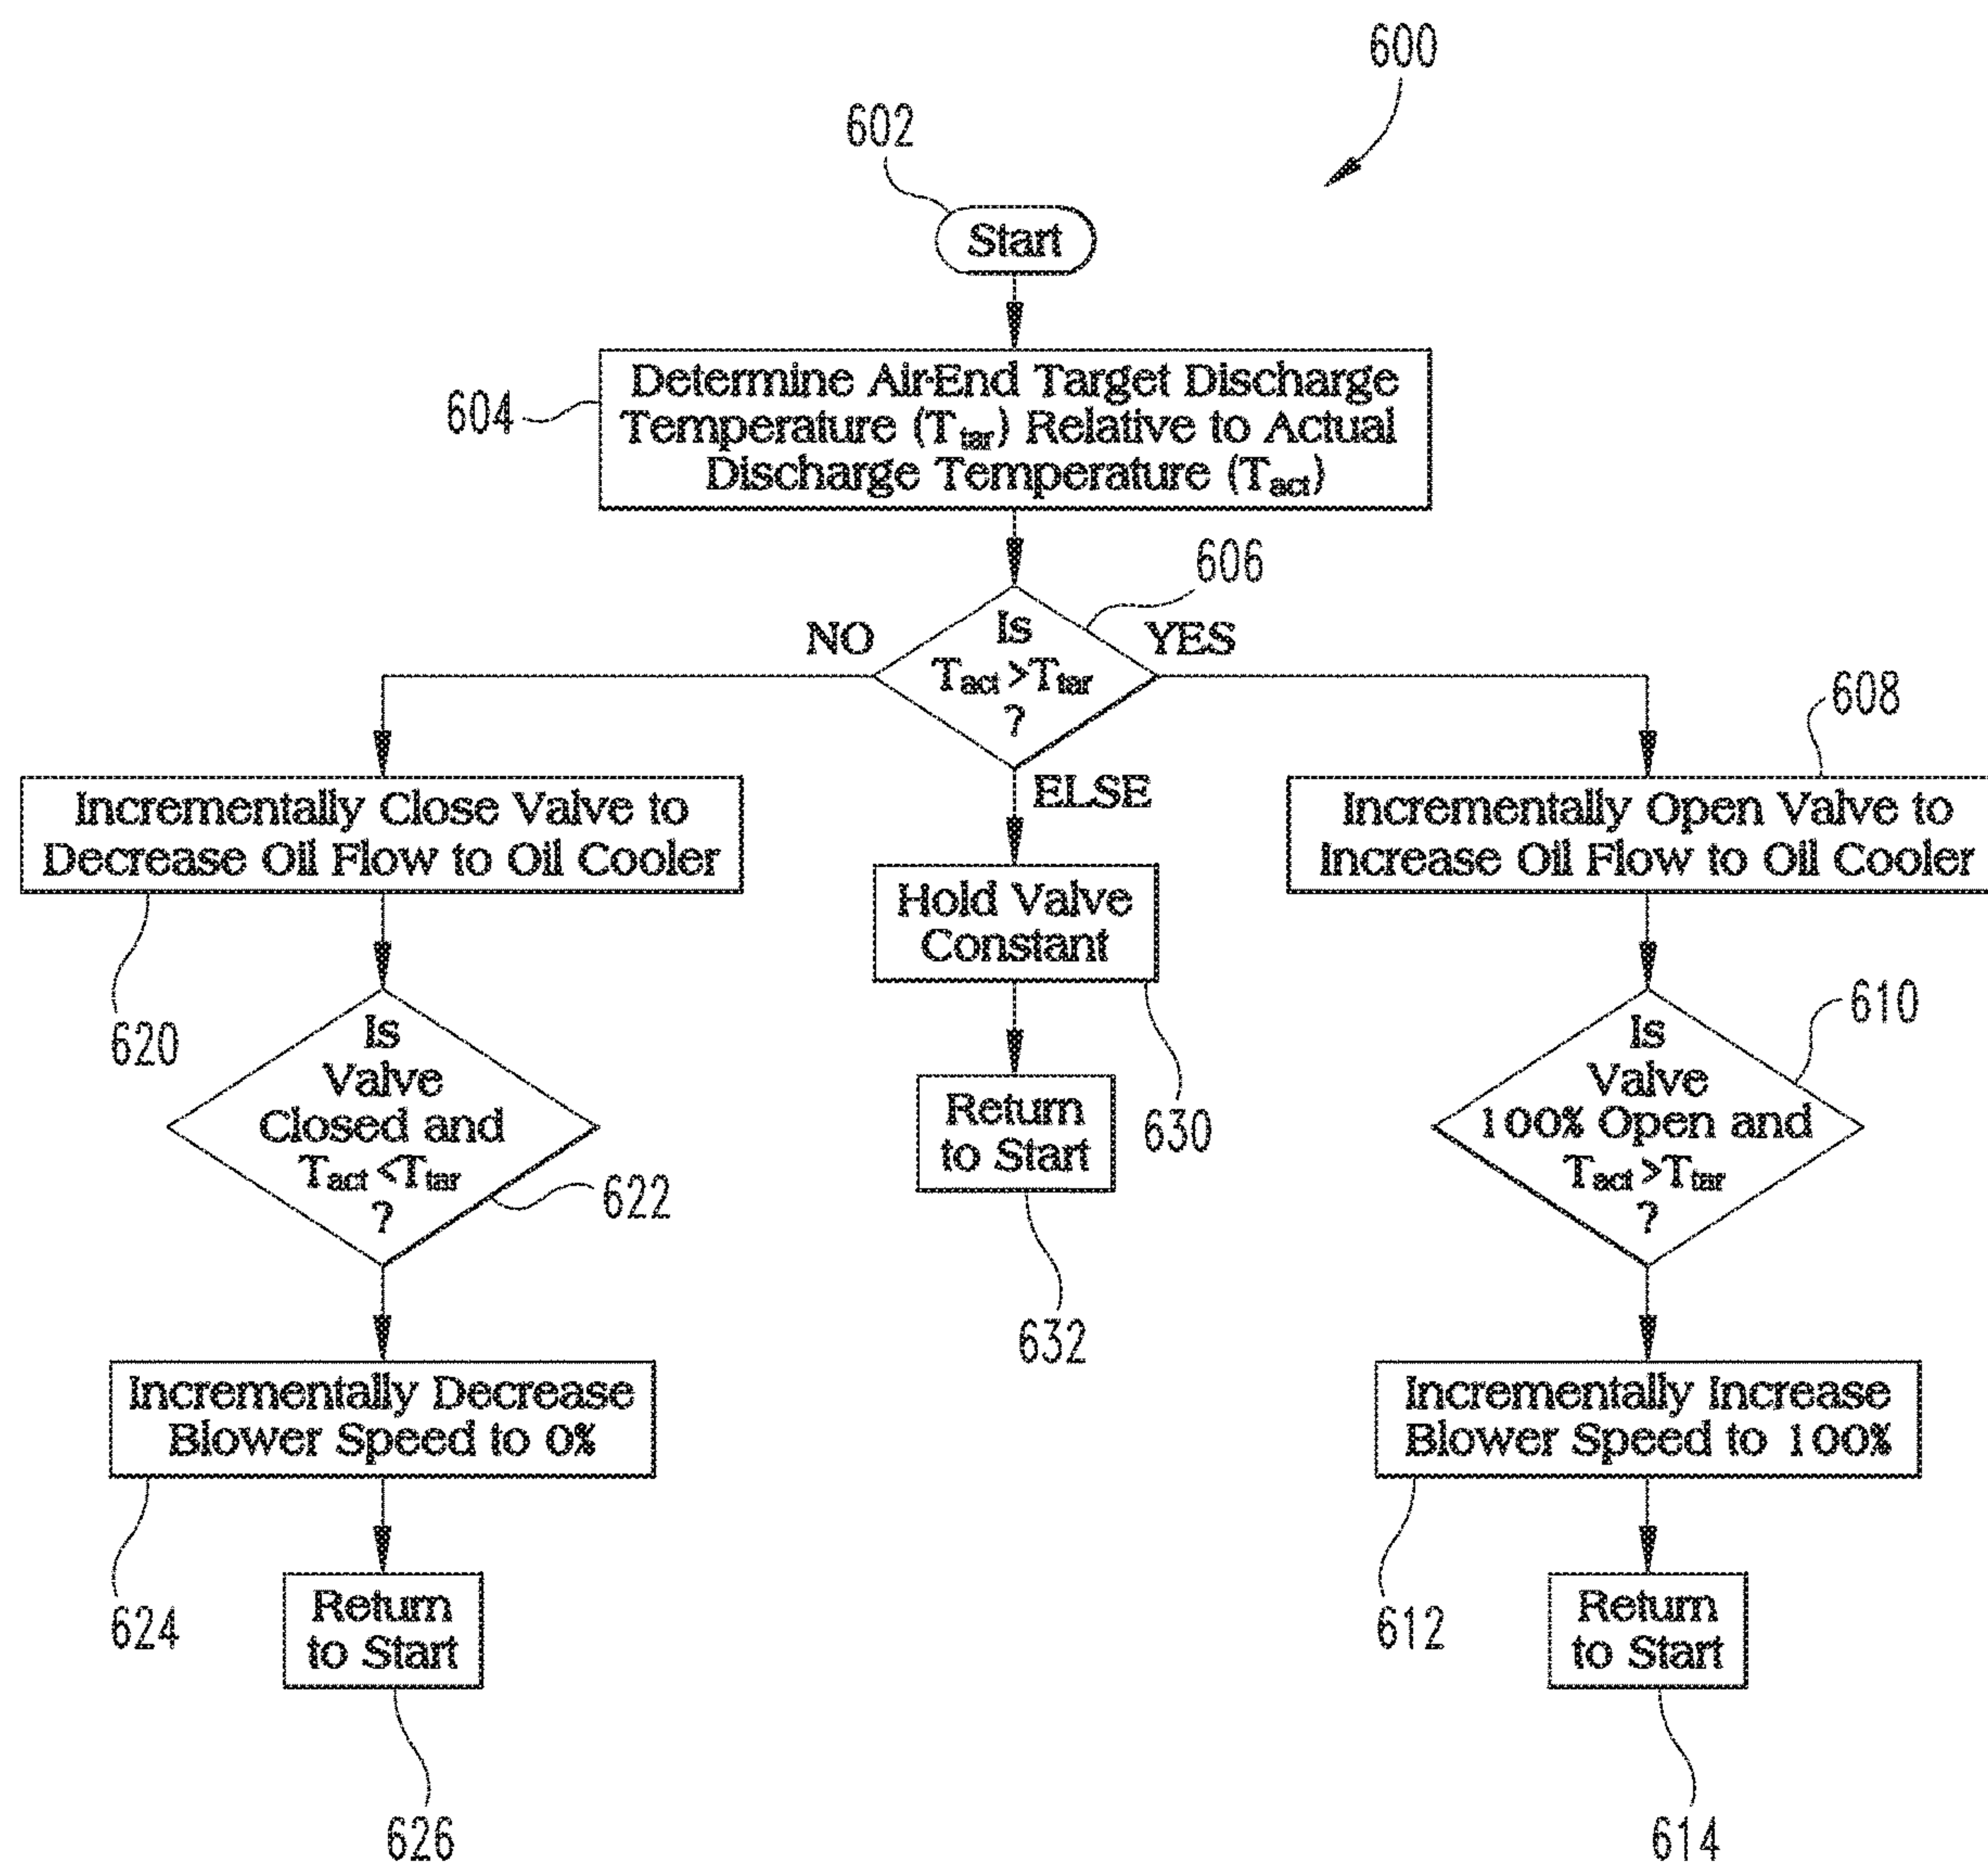 600
602
Start
604
Determine Air-End Target Discharge
Temperature (Ttar) Relative to Actual
Discharge Temperature (Tact)
606
NO
Is
Tact>Ttar
?
YES
ELSE
608
Incrementally Close Valve to
Decrease Oil Flow to Oil Cooler
620
Hold Valve
Constant
630
Incrementally Open Valve to
Increase Oil Flow to Oil Cooler
Is
Valve
Closed and
Tact<Ttar
?
622
Return
to Start
632
Is
Valve
100% Open and
Tact>Ttar
?
610
Incrementally Decrease
Blower Speed to 0%
624
Incrementally Increase
Blower Speed to 100%
612
Return
to Start
626
Return
to Start
614